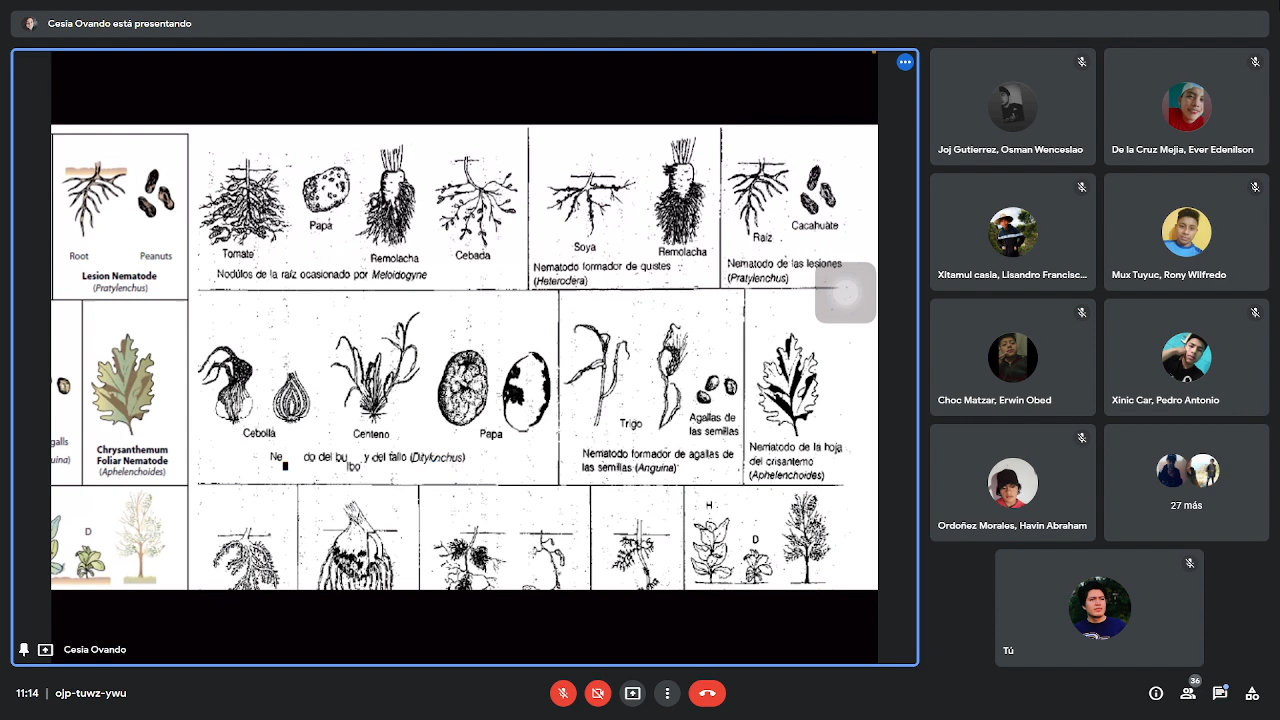 Cesia Ovando está presentando
Root Peanuts
Lesion Nematode
(Pratylenchus)
Tomate
Papa
Remolacha
Cebada
Nodúlos de la raíz ocasionado por Meloidogyne
Soya
Remolacha
Nematodo formador de quistes
(Heterodera)
Raíz
Cacahuate
Nematodo de las lesiones
(Pratylenchus)
Chrysanthemum
Foliar Nematode
(Aphelenchoides)
Cebolla
Centeno
Papa
y del tallo (Ditylonchus)
Trigo
Agallas de
las semillas
Nematodo formador de agallas de
las semillas (Anguina)
Nematodo de la hoja
del crisantemo
(Aphelenchoides)
D
H
D
Cesia Ovando
Joj Gutierrez, Osman Wenceslao
De la Cruz Mejia, Ever Edenilson
Xitamul casia, Lisandro Francisc...
Mux Tuyuc, Rony Wilfredo
Choc Matzar, Erwin Obed
Xinic Car, Pedro Antonio
Ordoñez Morales, Havin Abraham
27 más
Tú
11:14 | ojp-tuwz-ywu
36